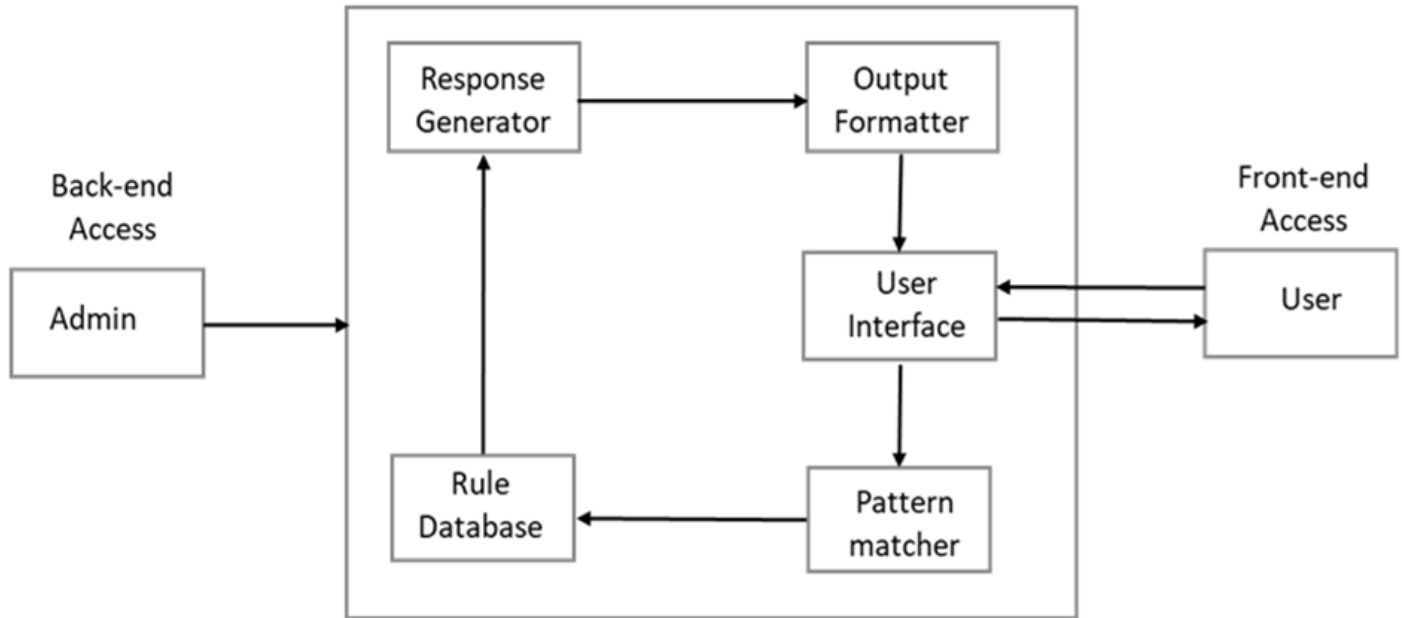 Response
Generator
Output
Formatter
Back-end
Access
Front-end
Access
Admin
User
Interface
User
Rule
Database
Pattern
matcher